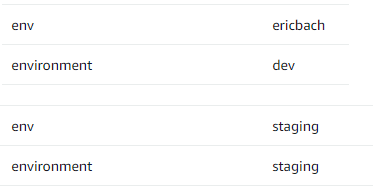 env ericbach
environment dev
env staging
environment staging